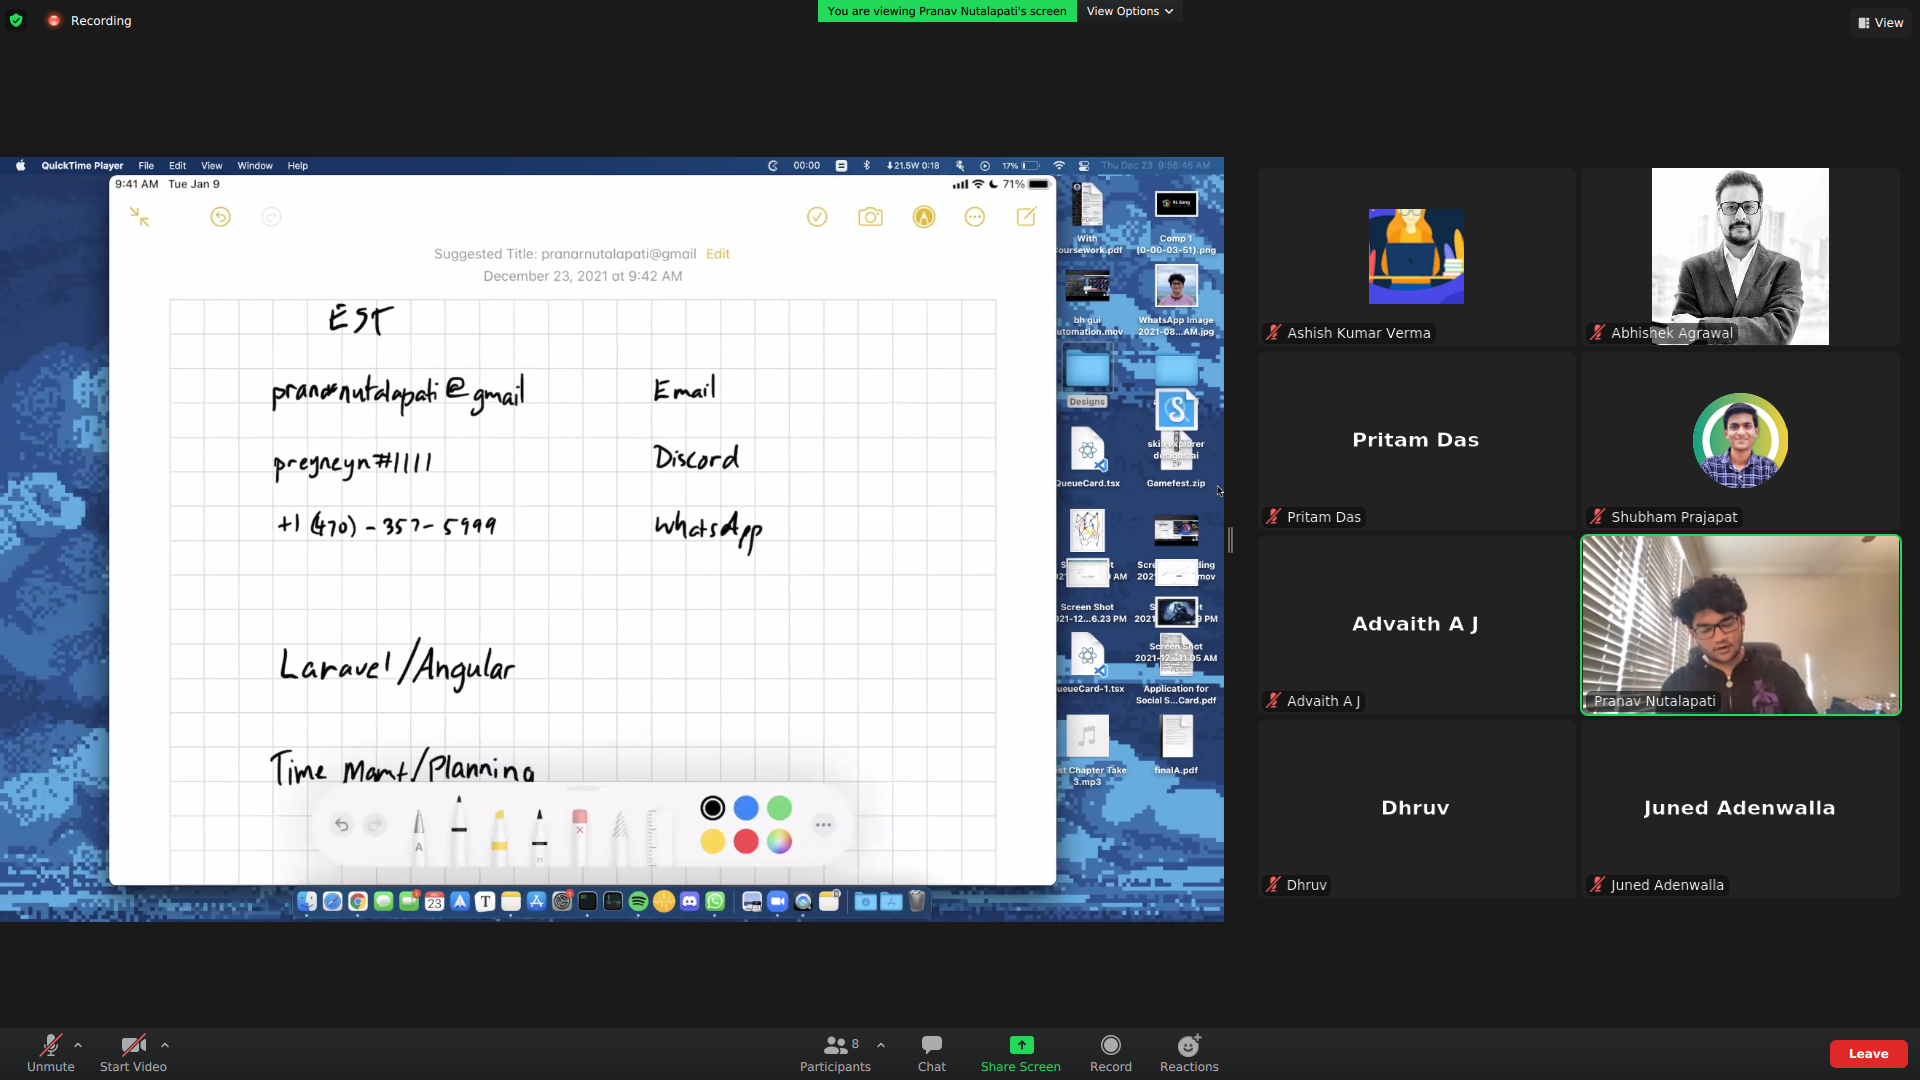 Recording
You are viewing Pranav Nutalapati's screen
View Options
View
QuickTime Player File Edit View Window Help
00:00
21.5W 0:18
17%
Thu Dec 23 9:56:46 AM
9:41 AM Tue Jan 9
71%
Suggested Title: pranarnutalapati@gmail Edit
December 23, 2021 at 9:42 AM
EST
pranavnutalapati@gmail Email
preyneyn#1111 Discord
+1 (470) - 357- 5999 WhatsApp
Laravel/Angular
Time Mgmt/Planning
With
oursework.pdf
Comp 1
(0-00-03-51).png
bh gui
utomation.mov
WhatsApp Image
2021-08...AM.jpg
Designs
skin explorer
designs.ai
ZIP
QueueCard.tsx
Gamefest.zip
Screen Shot
021-12...6.23 PM
Screen Shot
2021-12...11.05 AM
ueueCard-1.tsx
Application for
Social S...Card.pdf
st Chapter Take
3.mp3
finalA.pdf
23
Ashish Kumar Verma
Abhishek Agrawal
Pritam Das
Pritam Das
Shubham Prajapat
Advaith A J
Advaith A J
Pranav Nutalapati
Dhruv
Dhruv
Juned Adenwalla
Juned Adenwalla
Unmute
Start Video
Participants 8
Chat
Share Screen
Record
Reactions
Leave